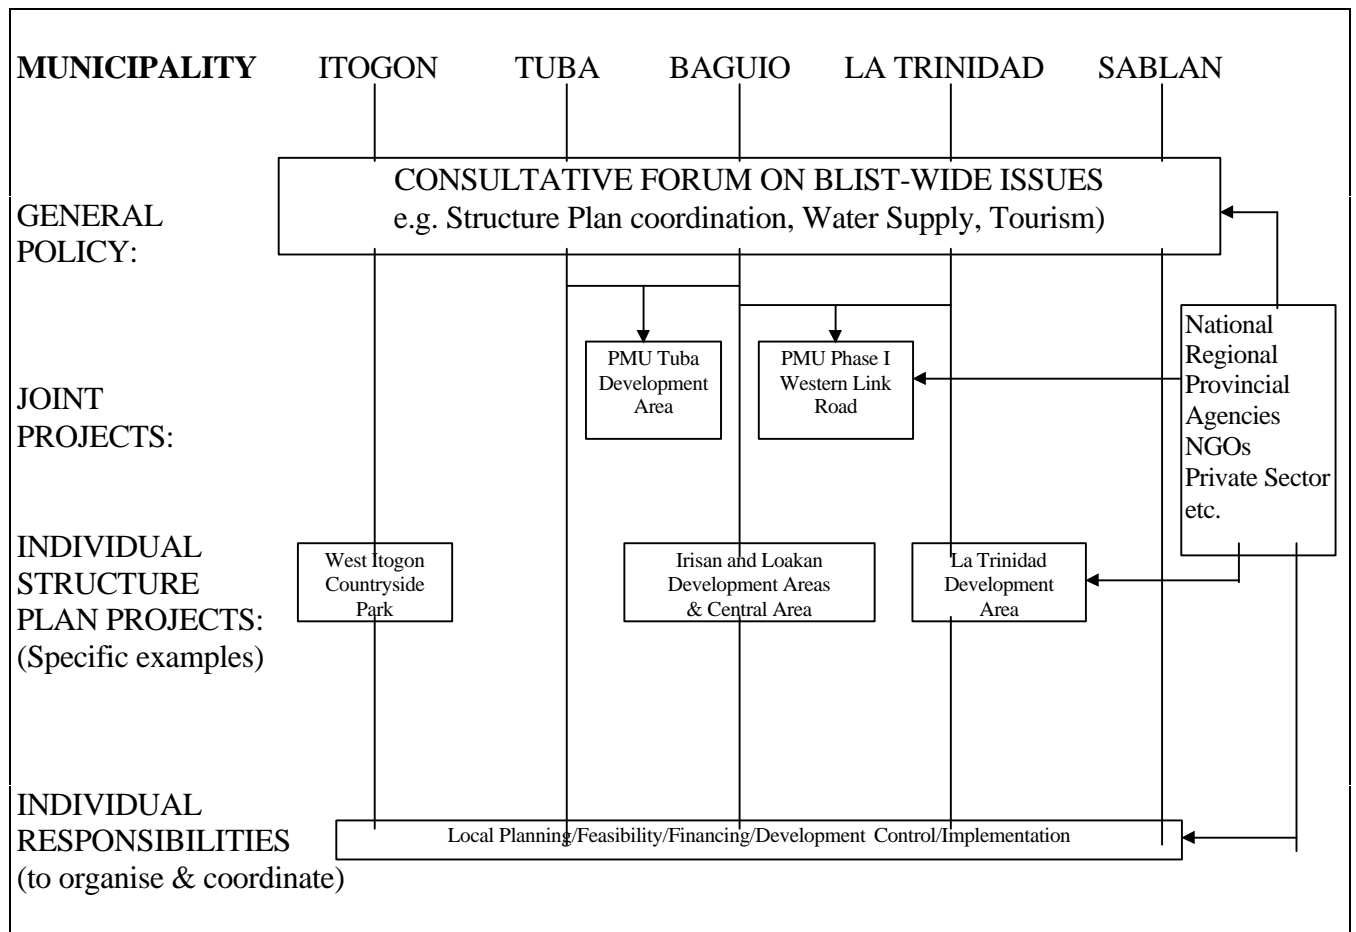 MUNICIPALITY ITOGON TUBA BAGUIO LA TRINIDAD SABLAN
CONSULTATIVE FORUM ON BLIST-WIDE ISSUES
e.g. Structure Plan coordination, Water Supply, Tourism)
GENERAL
POLICY:
JOINT
PROJECTS:
PMU Tuba
Development
Area
PMU Phase I
Western Link
Road
National
Regional
Provincial
Agencies
NGOs
Private Sector
etc.
INDIVIDUAL
STRUCTURE
PLAN PROJECTS:
(Specific examples)
West Itogon
Countryside
Park
Irisan and Loakan
Development Areas
& Central Area
La Trinidad
Development
Area
INDIVIDUAL
RESPONSIBILITIES
(to organise & coordinate)
Local Planning/Feasibility/Financing/Development Control/Implementation